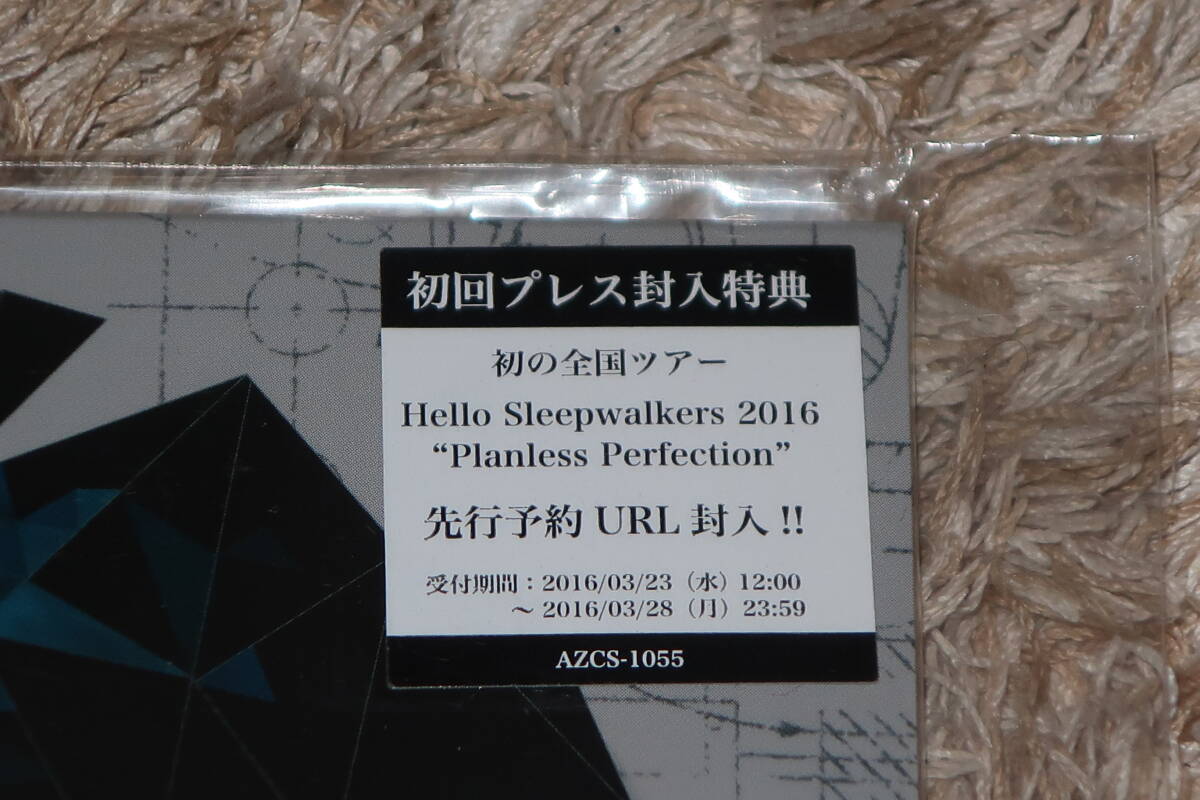 初回プレス封入特典
初の全国ツアー
Hello Sleepwalkers 2016
“Planless Perfection”
先行予約 URL 封入 !!
受付期間：2016/03/23（水）12:00
～ 2016/03/28（月）23:59
AZCS-1055